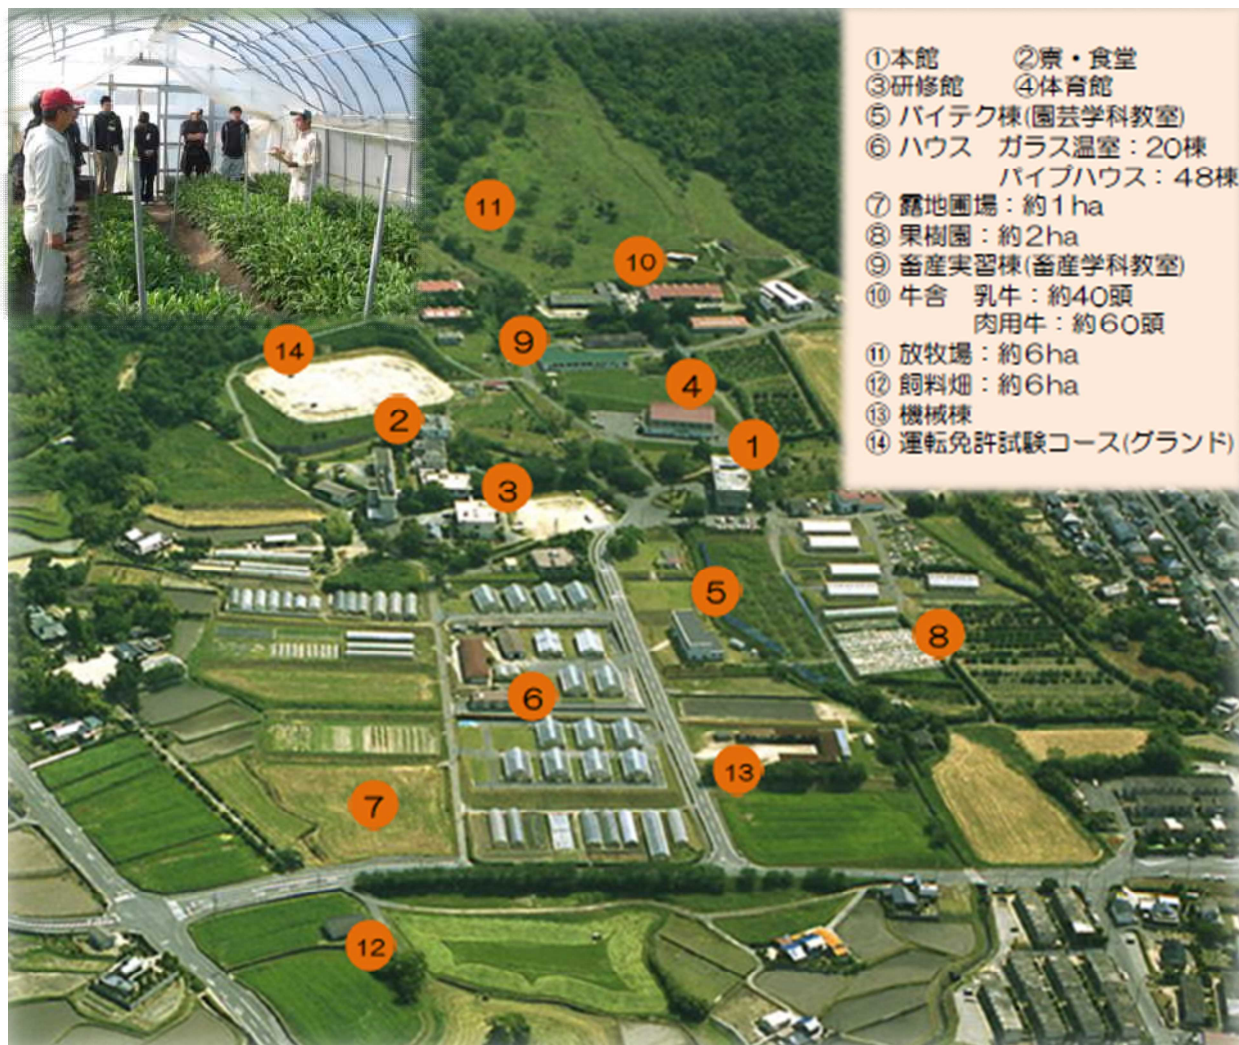 ①本館 ②寮・食堂
③研修館 ④体育館
⑤ バイテク棟(園芸学科教室)
⑥ ハウス ガラス温室：20棟
パイプハウス：48棟
⑦ 露地圃場：約1ha
⑧ 果樹園：約2ha
⑨ 畜産実習棟(畜産学科教室)
⑩ 牛舎 乳牛：約40頭
肉用牛：約60頭
⑪ 放牧場：約6ha
⑫ 飼料畑：約6ha
⑬ 機械棟
⑭ 運転免許試験コース(グランド)
11
10
14
9
4
2
1
3
5
8
6
13
7
12